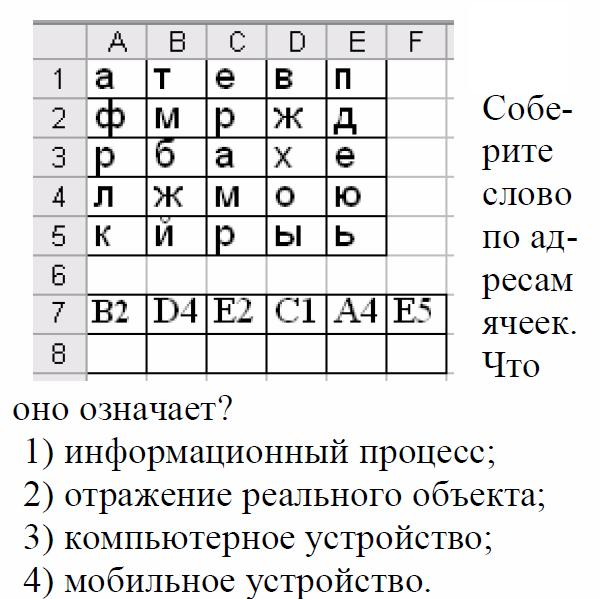 A B C D E F
1 а т е в п
2 ф м р ж д
3 р б а х е
4 л ж м о ю
5 к й р ы ь
6
7 B2 D4 E2 C1 A4 E5
8
Собе-
рите
слово
по ад-
ресам
ячеек.
Что
оно означает?
1) информационный процесс;
2) отражение реального объекта;
3) компьютерное устройство;
4) мобильное устройство.